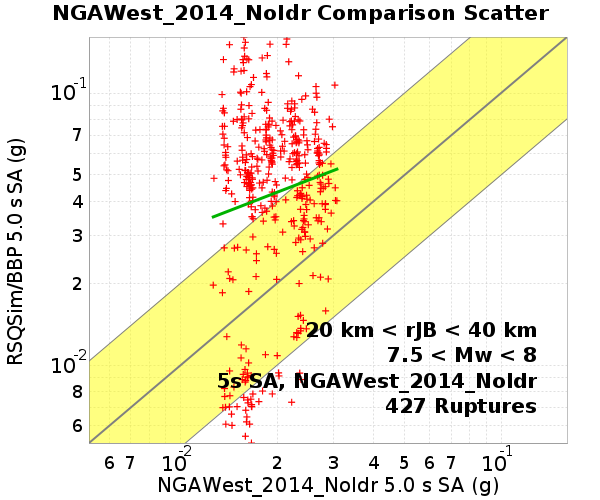 NGAWest_2014_NoIdr Comparison Scatter
10-1
7
5
4
3
2
10-2
8
6
RSQSim/BBP 5.0 s SA (g)
20 km < rJB < 40 km
7.5 < Mw < 8
5s SA, NGAWest_2014_NoIdr
427 Ruptures
6 7 10-2 2 3 4 5 6 7 8 10-1
NGAWest_2014_NoIdr 5.0 s SA (g)